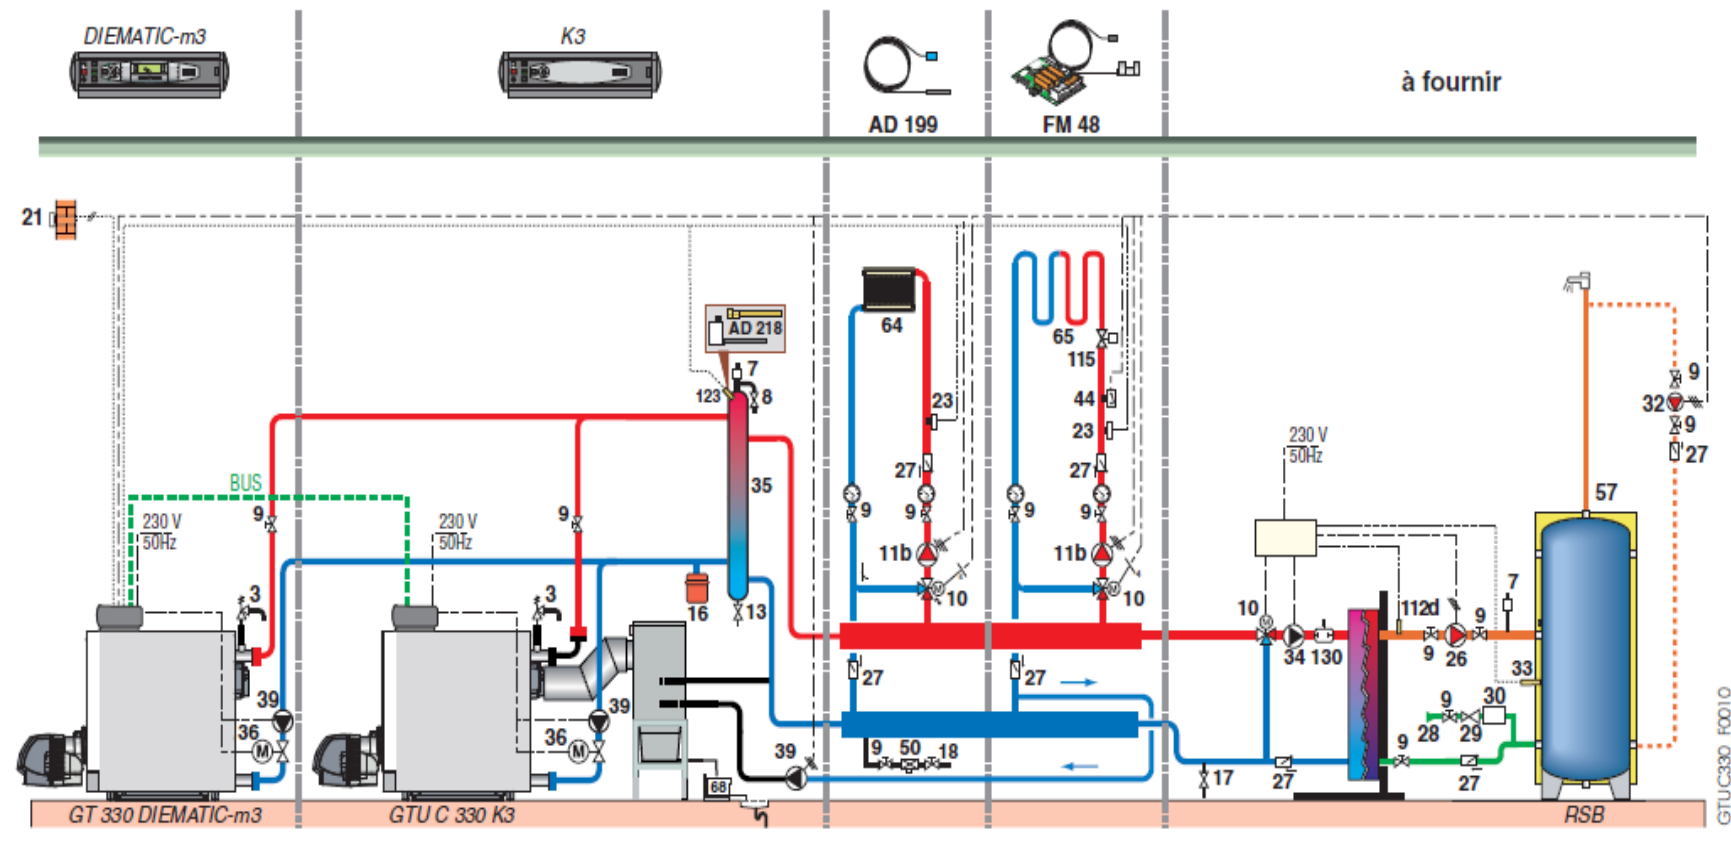 DIEMATIC-m3
K3
AD 199
FM 48
à fournir
21
AD 218
7
123
8
64
65
115
9
32
9
27
23
44
23
BUS
230 V
50Hz
9
230 V
50Hz
9
35
27
9
9
11b
27
9
9
11b
230 V
50Hz
57
3
3
16
13
10
10
10
112d
7
34
130
9
26
9
39
36
M
39
36
M
27
27
33
9
30
28
29
39
9
50
18
17
27
9
27
68
GT 330 DIEMATIC-m3
GTU C 330 K3
RSB
GTUC330 F0010